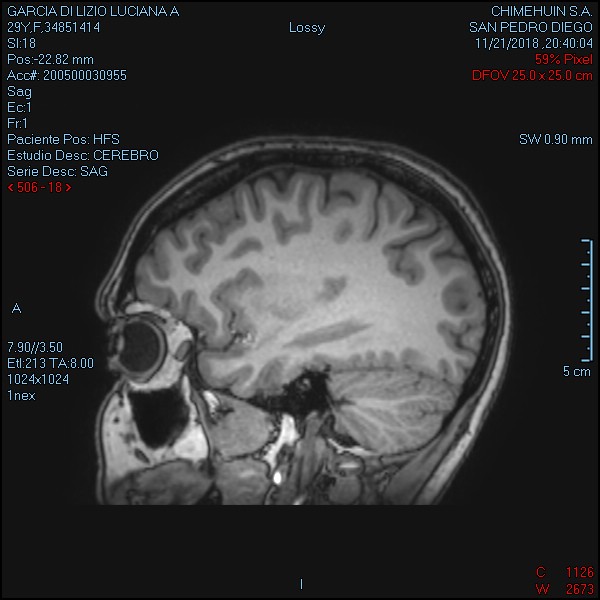 GARCIA DI LIZIO LUCIANA A
29Y,F,34851414
Sl:18
Pos:-22.82 mm
Acc#: 200500030955
Sag
Ec:1
Fr:1
Paciente Pos: HFS
Estudio Desc: CEREBRO
Serie Desc: SAG
< 506 - 18 >
Lossy
CHIMEHUIN S.A.
SAN PEDRO DIEGO
11/21/2018 ,20:40:04
59% Pixel
DFOV 25.0 x 25.0 cm
SW 0.90 mm
A
7.90//3.50
Etl:213 TA:8.00
1024x1024
1nex
5 cm
I
C 1126
W 2673